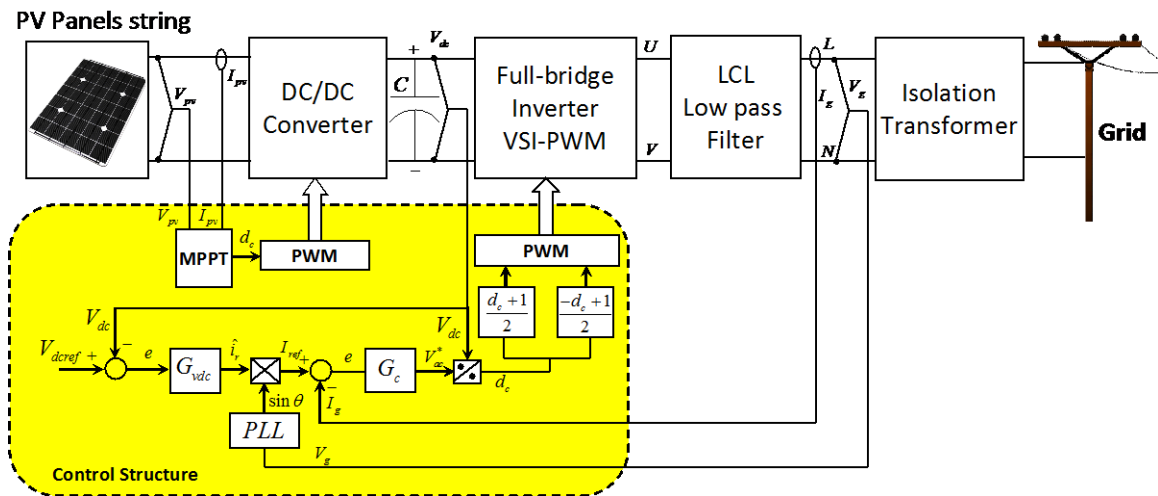 PV Panels string
V_pv
I_pv
DC/DC
Converter
+
C
−
V_dc
Full-bridge
Inverter
VSI-PWM
U
V
LCL
Low pass
Filter
L
I_g
V_g
N
Isolation
Transformer
Grid
V_pv
I_pv
MPPT
d_c
PWM
PWM
d_c +1
2
−d_c +1
2
V_dc
−
V_dcref
+
e
G_vdc
î_r
I_ref
+
−
I_g
e
G_c
V*_ac
V_dc
d_c
sin θ
PLL
V_g
Control Structure